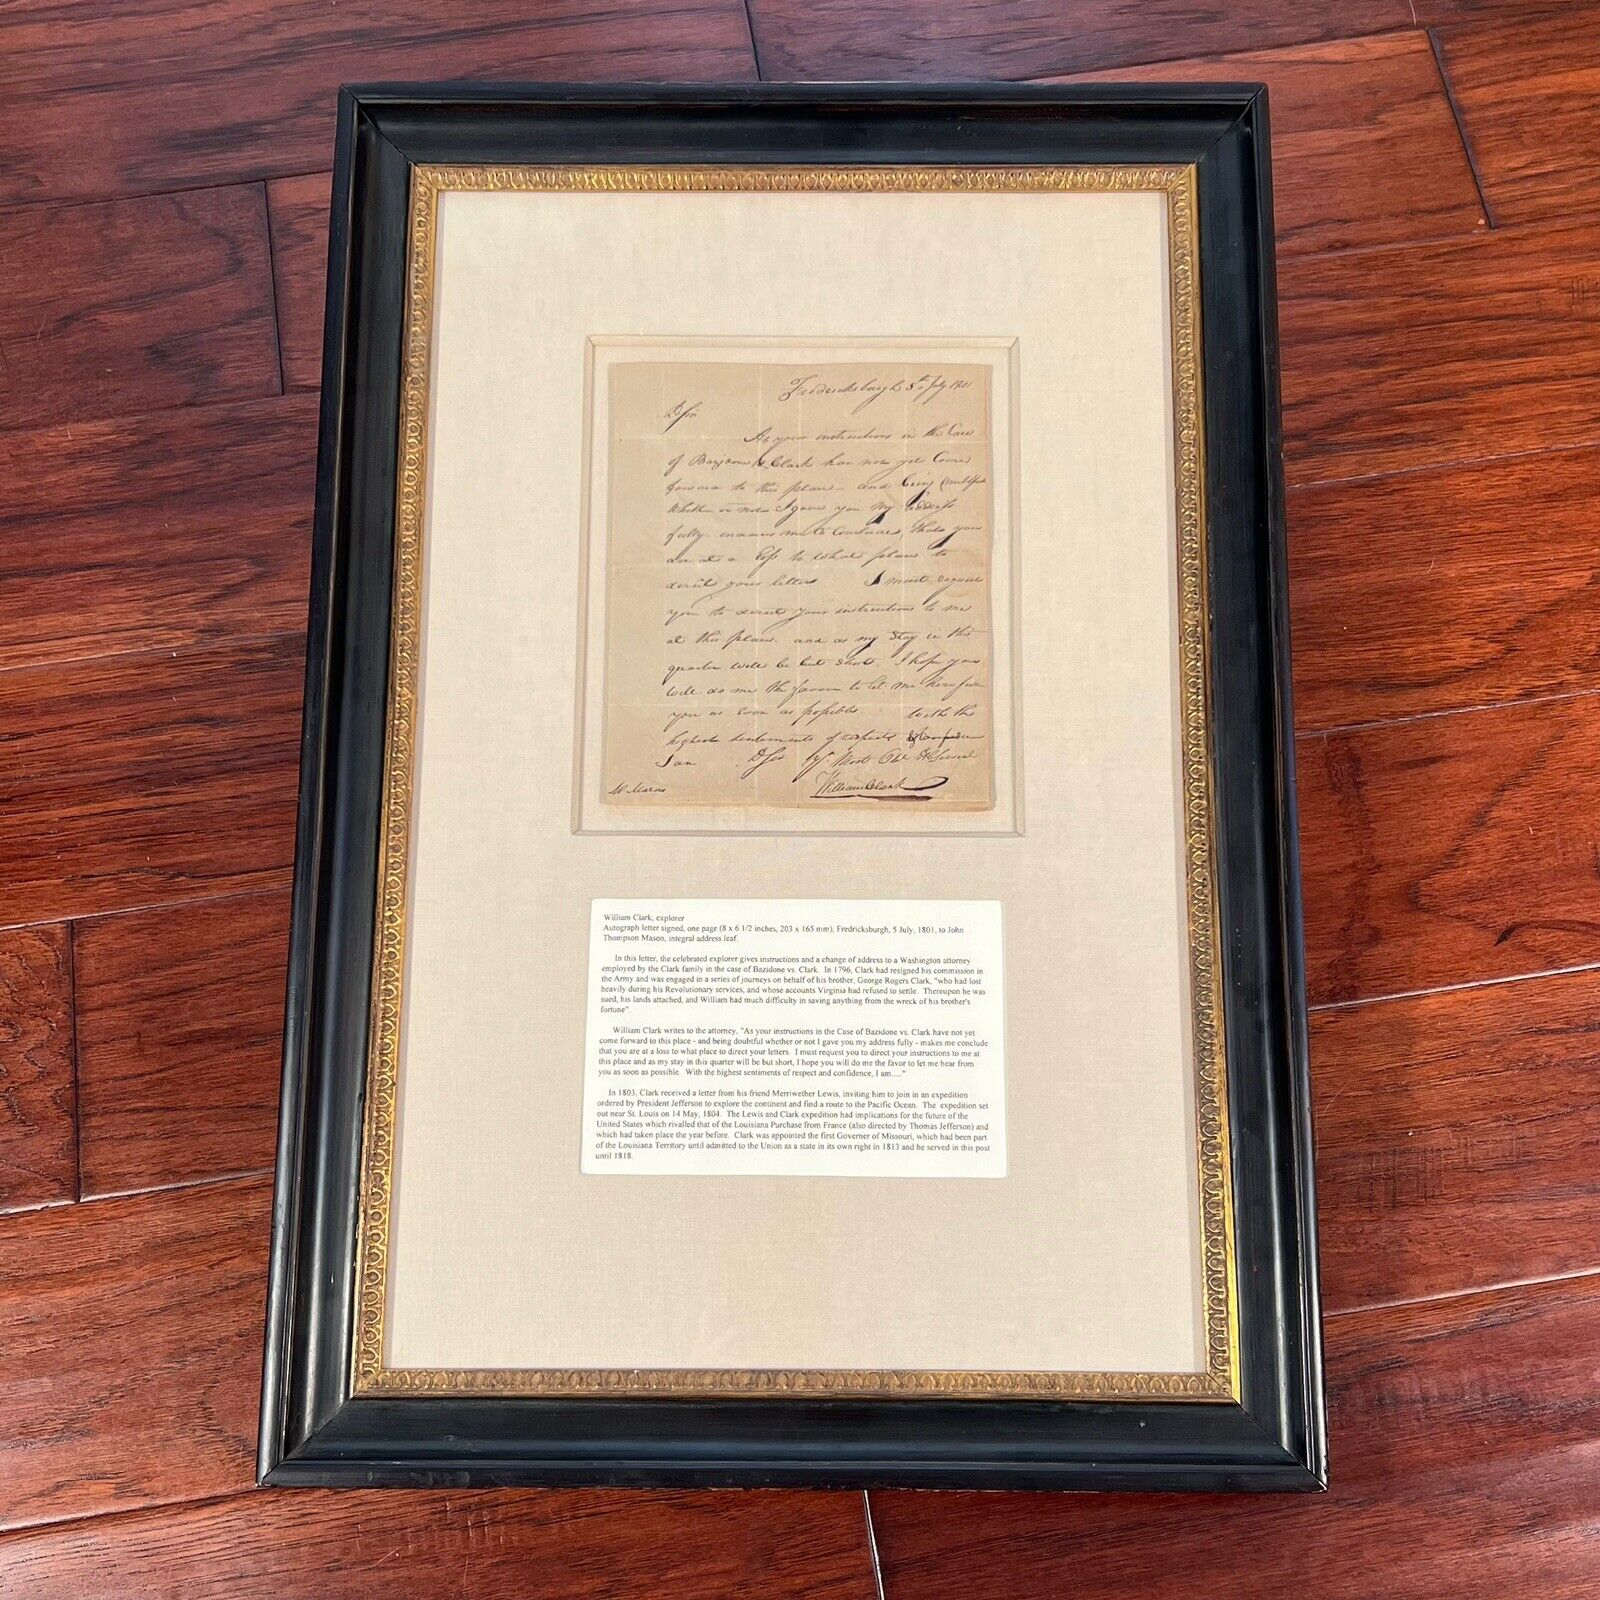 Fredricksburgh 5th July 1801
D Sir
As your instructions in the Case
of Bazidone vs Clark have not yet Come
forward to this place - and being doubtfull
whether or not I gave you my address
fully - enduces me to Conclude, that you
are at a loss to what place to
direct your letters I must request
you to direct your instructions to me
at this place. and as my Stay in this
quarter will be but short, I hope you
will do me the favour to let me hear from
you as soon as possible. With the
highest sentiments of respect &
I am D Sir Yr. Most Obt. H Servt
William Clark
Mr. Mason
William Clark, explorer
Autograph letter signed, one page (8 x 6 1/2 inches, 203 x 165 mm), Fredricksburgh, 5 July, 1801, to John
Thompson Mason, integral address leaf.
In this letter, the celebrated explorer gives instructions and a change of address to a Washington attorney
employed by the Clark family in the case of Bazidone vs. Clark. In 1796, Clark had resigned his commission in
the Army and was engaged in a series of journeys on behalf of his brother, George Rogers Clark, "who had lost
heavily during his Revolutionary services, and whose accounts Virginia had refused to settle. Thereupon he was
sued, his lands attached, and William had much difficulty in saving anything from the wreck of his brother's
fortune".
William Clark writes to the attorney, "As your instructions in the Case of Bazidone vs. Clark have not yet
come forward to this place - and being doubtful whether or not I gave you my address fully - makes me conclude
that you are at a loss to what place to direct your letters. I must request you to direct your instructions to me at
this place and as my stay in this quarter will be but short, I hope you will do me the favor to let me hear from
you as soon as possible. With the highest sentiments of respect and confidence, I am....."
In 1803, Clark received a letter from his friend Merriwether Lewis, inviting him to join in an expedition
ordered by President Jefferson to explore the continent and find a route to the Pacific Ocean. The expedition set
out near St. Louis on 14 May, 1804. The Lewis and Clark expedition had implications for the future of the
United States which rivalled that of the Louisiana Purchase from France (also directed by Thomas Jefferson) and
which had taken place the year before. Clark was appointed the first Governer of Missouri, which had been part
of the Louisiana Territory until admitted to the Union as a state in its own right in 1813 and he served in this post
until 1818.